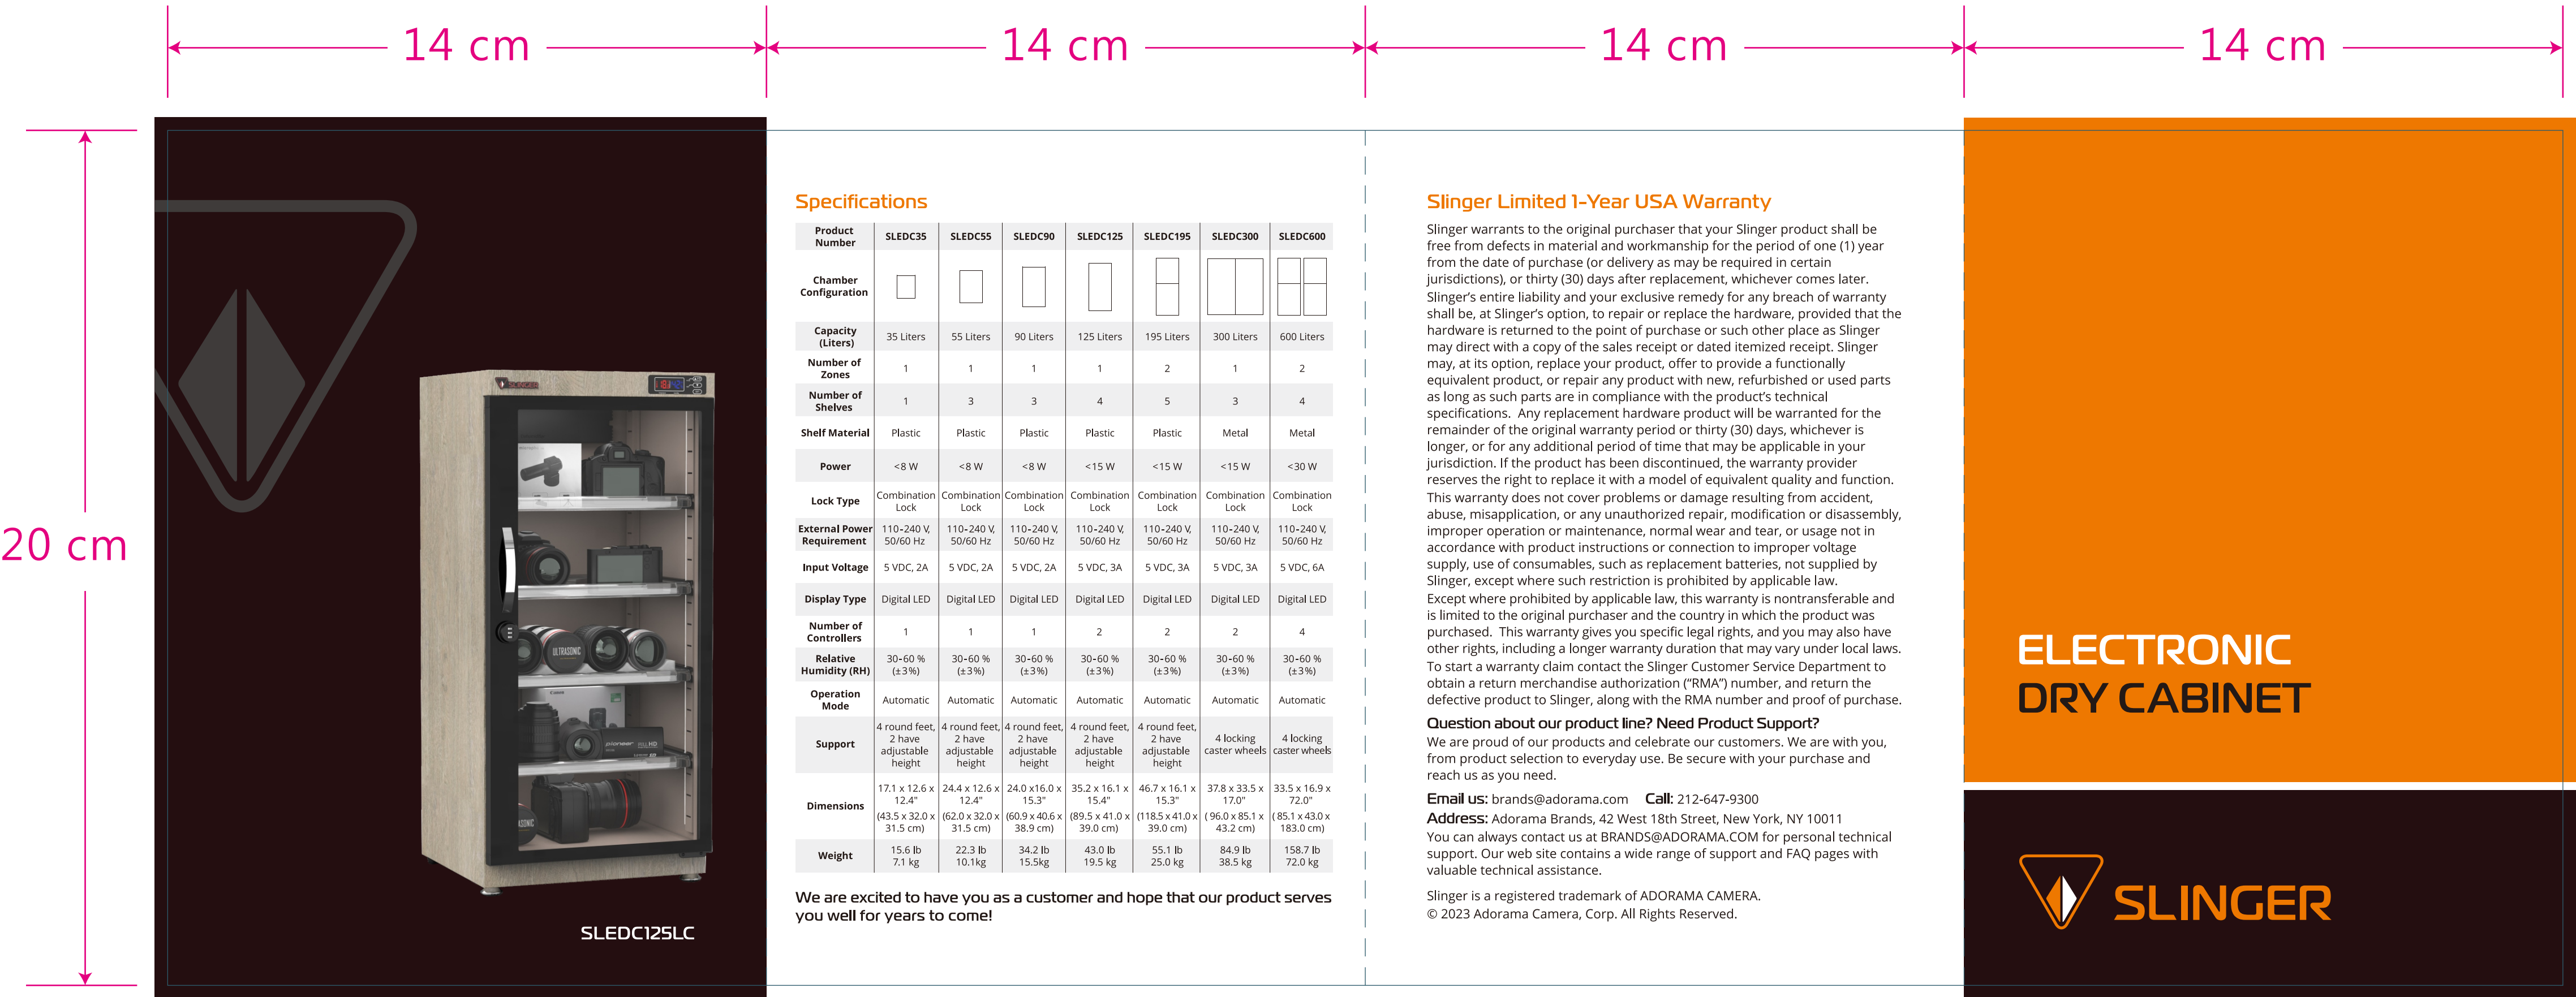 14 cm
14 cm
14 cm
14 cm
20 cm
SLINGER
ULTRASONIC
Canon
pioneer
HD
SLEDC125LC
Specifications
Product Number SLEDC35 SLEDC55 SLEDC90 SLEDC125 SLEDC195 SLEDC300 SLEDC600
Chamber Configuration
Capacity (Liters) 35 Liters 55 Liters 90 Liters 125 Liters 195 Liters 300 Liters 600 Liters
Number of Zones 1 1 1 1 2 1 2
Number of Shelves 1 3 3 4 5 3 4
Shelf Material Plastic Plastic Plastic Plastic Plastic Metal Metal
Power <8 W <8 W <8 W <15 W <15 W <15 W <30 W
Lock Type Combination Lock Combination Lock Combination Lock Combination Lock Combination Lock Combination Lock Combination Lock
External Power Requirement 110-240 V, 50/60 Hz 110-240 V, 50/60 Hz 110-240 V, 50/60 Hz 110-240 V, 50/60 Hz 110-240 V, 50/60 Hz 110-240 V, 50/60 Hz 110-240 V, 50/60 Hz
Input Voltage 5 VDC, 2A 5 VDC, 2A 5 VDC, 2A 5 VDC, 3A 5 VDC, 3A 5 VDC, 3A 5 VDC, 6A
Display Type Digital LED Digital LED Digital LED Digital LED Digital LED Digital LED Digital LED
Number of Controllers 1 1 1 2 2 2 4
Relative Humidity (RH) 30-60 % (±3%) 30-60 % (±3%) 30-60 % (±3%) 30-60 % (±3%) 30-60 % (±3%) 30-60 % (±3%) 30-60 % (±3%)
Operation Mode Automatic Automatic Automatic Automatic Automatic Automatic Automatic
Support 4 round feet, 2 have adjustable height 4 round feet, 2 have adjustable height 4 round feet, 2 have adjustable height 4 round feet, 2 have adjustable height 4 round feet, 2 have adjustable height 4 locking caster wheels 4 locking caster wheels
Dimensions 17.1 x 12.6 x 12.4" (43.5 x 32.0 x 31.5 cm) 24.4 x 12.6 x 12.4" (62.0 x 32.0 x 31.5 cm) 24.0 x16.0 x 15.3" (60.9 x 40.6 x 38.9 cm) 35.2 x 16.1 x 15.4" (89.5 x 41.0 x 39.0 cm) 46.7 x 16.1 x 15.3" (118.5 x 41.0 x 39.0 cm) 37.8 x 33.5 x 17.0" ( 96.0 x 85.1 x 43.2 cm) 33.5 x 16.9 x 72.0" ( 85.1 x 43.0 x 183.0 cm)
Weight 15.6 lb 7.1 kg 22.3 lb 10.1kg 34.2 lb 15.5kg 43.0 lb 19.5 kg 55.1 lb 25.0 kg 84.9 lb 38.5 kg 158.7 lb 72.0 kg
We are excited to have you as a customer and hope that our product serves
you well for years to come!
Slinger Limited 1-Year USA Warranty
Slinger warrants to the original purchaser that your Slinger product shall be
free from defects in material and workmanship for the period of one (1) year
from the date of purchase (or delivery as may be required in certain
jurisdictions), or thirty (30) days after replacement, whichever comes later.
Slinger’s entire liability and your exclusive remedy for any breach of warranty
shall be, at Slinger’s option, to repair or replace the hardware, provided that the
hardware is returned to the point of purchase or such other place as Slinger
may direct with a copy of the sales receipt or dated itemized receipt. Slinger
may, at its option, replace your product, offer to provide a functionally
equivalent product, or repair any product with new, refurbished or used parts
as long as such parts are in compliance with the product’s technical
specifications. Any replacement hardware product will be warranted for the
remainder of the original warranty period or thirty (30) days, whichever is
longer, or for any additional period of time that may be applicable in your
jurisdiction. If the product has been discontinued, the warranty provider
reserves the right to replace it with a model of equivalent quality and function.
This warranty does not cover problems or damage resulting from accident,
abuse, misapplication, or any unauthorized repair, modification or disassembly,
improper operation or maintenance, normal wear and tear, or usage not in
accordance with product instructions or connection to improper voltage
supply, use of consumables, such as replacement batteries, not supplied by
Slinger, except where such restriction is prohibited by applicable law.
Except where prohibited by applicable law, this warranty is nontransferable and
is limited to the original purchaser and the country in which the product was
purchased. This warranty gives you specific legal rights, and you may also have
other rights, including a longer warranty duration that may vary under local laws.
To start a warranty claim contact the Slinger Customer Service Department to
obtain a return merchandise authorization (“RMA”) number, and return the
defective product to Slinger, along with the RMA number and proof of purchase.
Question about our product line? Need Product Support?
We are proud of our products and celebrate our customers. We are with you,
from product selection to everyday use. Be secure with your purchase and
reach us as you need.
Email us: brands@adorama.com Call: 212-647-9300
Address: Adorama Brands, 42 West 18th Street, New York, NY 10011
You can always contact us at BRANDS@ADORAMA.COM for personal technical
support. Our web site contains a wide range of support and FAQ pages with
valuable technical assistance.
Slinger is a registered trademark of ADORAMA CAMERA.
© 2023 Adorama Camera, Corp. All Rights Reserved.
ELECTRONIC
DRY CABINET
SLINGER